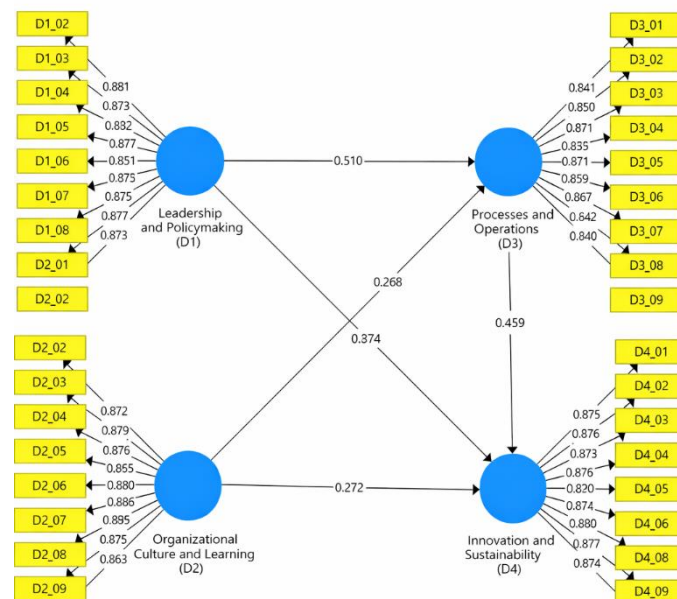 D1_02
D1_03
D1_04
D1_05
D1_06
D1_07
D1_08
D2_01
D2_02
0.881
0.873
0.882
0.877
0.851
0.875
0.875
0.877
0.873
Leadership
and Policymaking
(D1)
D3_01
D3_02
D3_03
D3_04
D3_05
D3_06
D3_07
D3_08
D3_09
0.841
0.850
0.871
0.835
0.871
0.859
0.867
0.642
0.840
Processes and
Operations
(D3)
0.510
0.268
0.374
0.459
0.272
D2_02
D2_03
D2_04
D2_05
D2_06
D2_07
D2_08
D2_09
0.872
0.879
0.876
0.855
0.880
0.886
0.895
0.875
0.863
Organizational
Culture and Learning
(D2)
D4_01
D4_02
D4_03
D4_04
D4_05
D4_06
D4_08
D4_09
0.875
0.876
0.873
0.876
0.820
0.874
0.880
0.877
0.874
Innovation and
Sustainability
(D4)